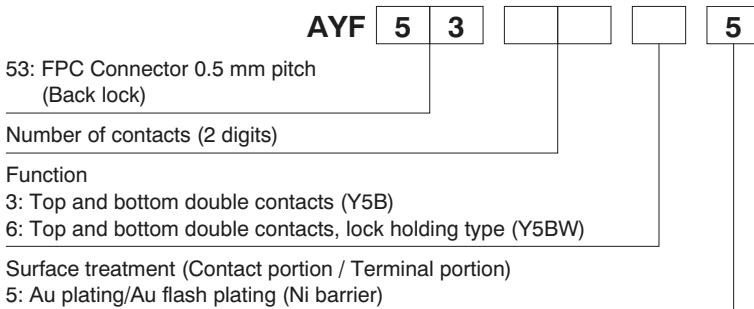 AYF 5 3 5
53: FPC Connector 0.5 mm pitch
(Back lock)
Number of contacts (2 digits)
Function
3: Top and bottom double contacts (Y5B)
6: Top and bottom double contacts, lock holding type (Y5BW)
Surface treatment (Contact portion / Terminal portion)
5: Au plating/Au flash plating (Ni barrier)